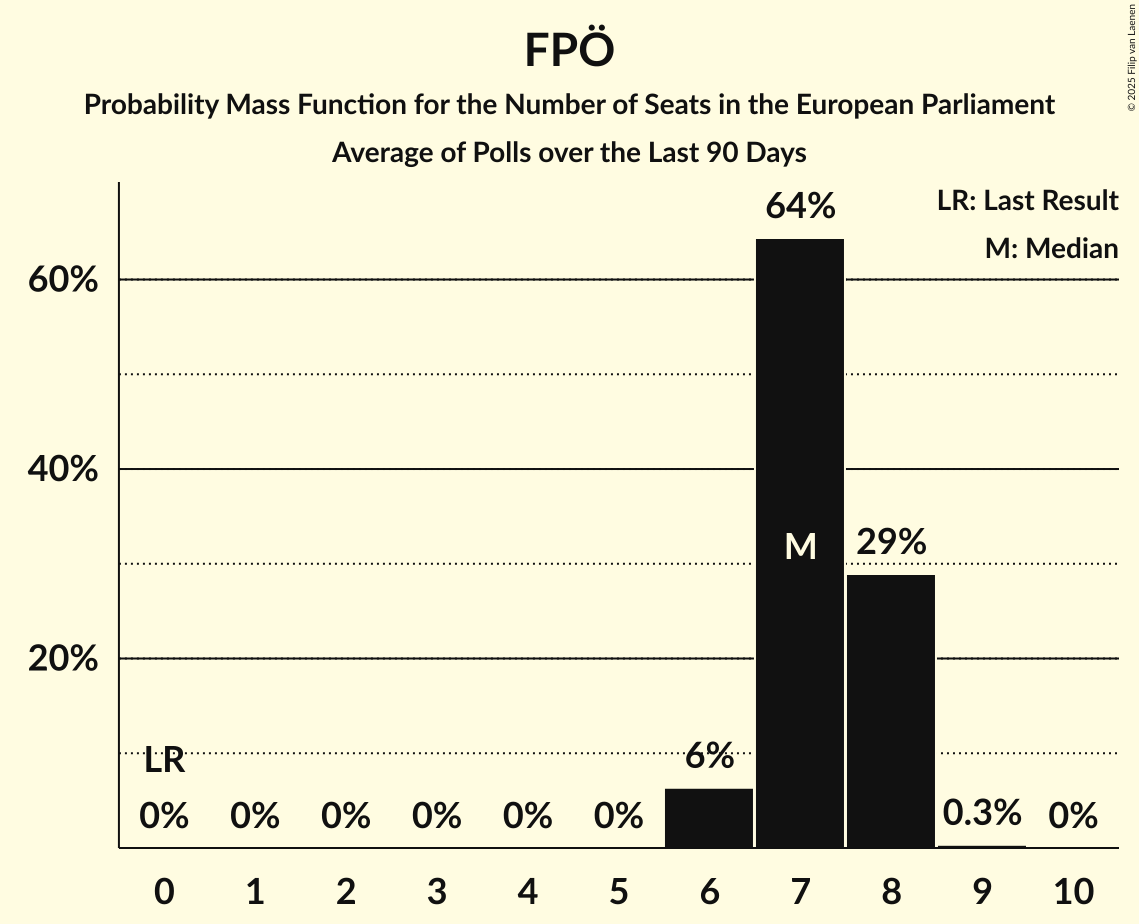 FPÖ
Probability Mass Function for the Number of Seats in the European Parliament
Average of Polls over the Last 90 Days
© 2025 Filip van Laenen
LR: Last Result
M: Median
64%
60%
40%
M
29%
20%
LR
6%
0% 0% 0% 0% 0% 0% 0.3% 0%
0 1 2 3 4 5 6 7 8 9 10